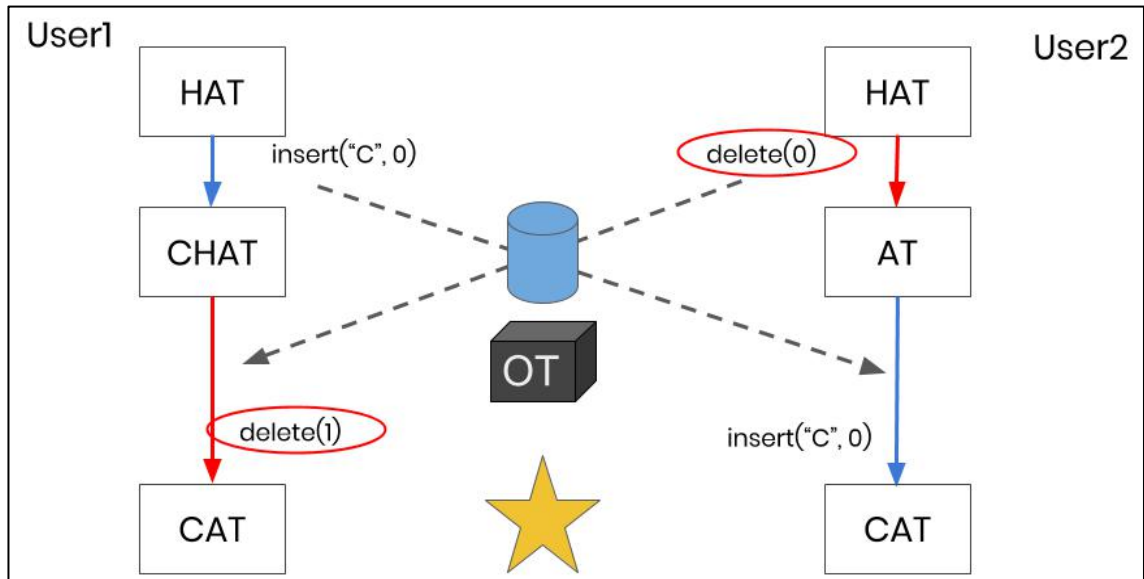 User1
User2
HAT
HAT
insert(“C”, 0)
delete(0)
CHAT
AT
OT
delete(1)
insert(“C”, 0)
CAT
CAT